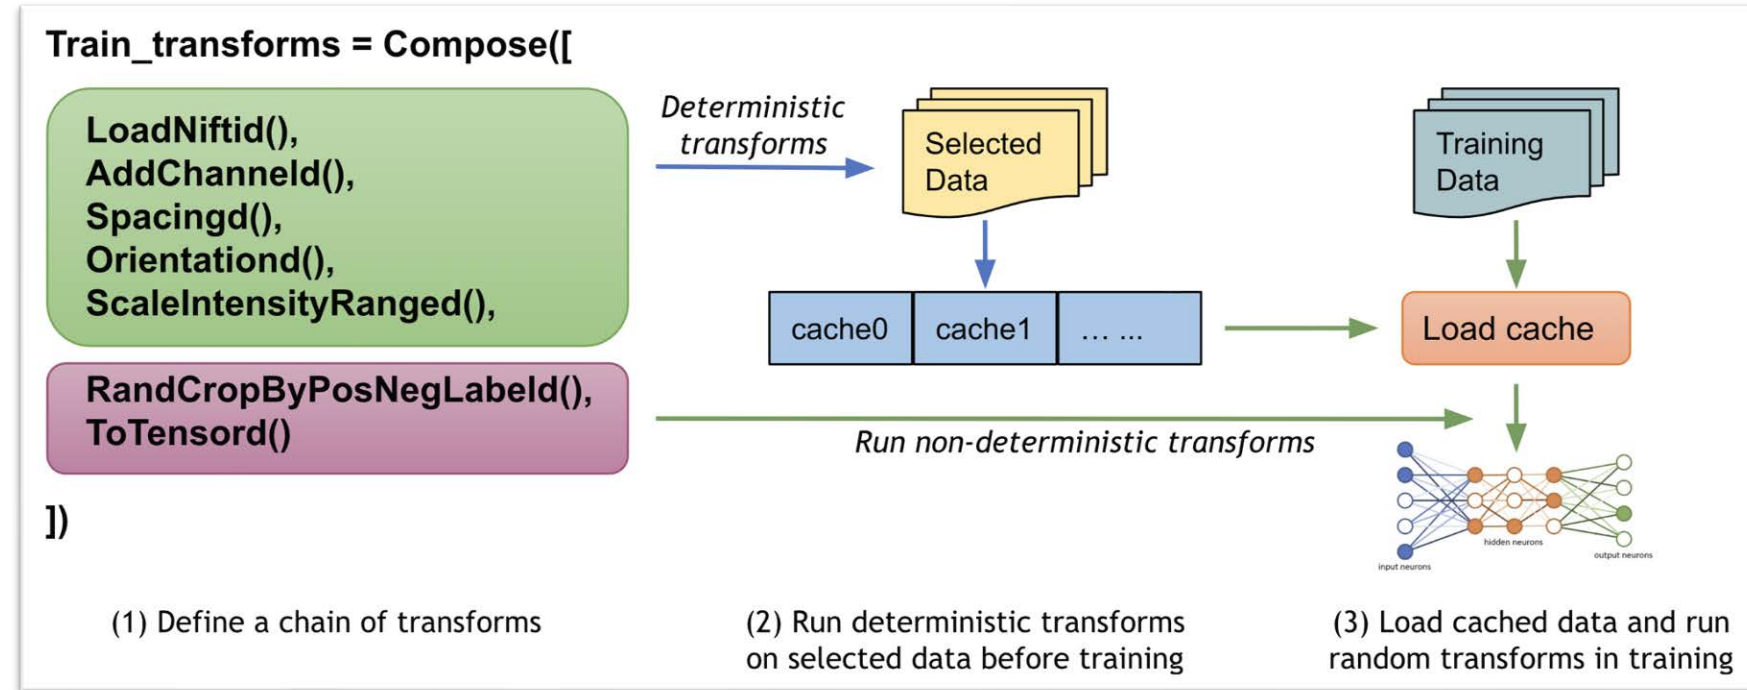 Train_transforms = Compose([
LoadNiftid(),
AddChanneld(),
Spacingd(),
Orientationd(),
ScaleIntensityRanged(),
RandCropByPosNegLabeld(),
ToTensord()
])
Deterministic
transforms
Selected
Data
cache0
cache1
... ...
Training
Data
Load cache
Run non-deterministic transforms
input neurons
hidden neurons
output neurons
(1) Define a chain of transforms
(2) Run deterministic transforms
on selected data before training
(3) Load cached data and run
random transforms in training